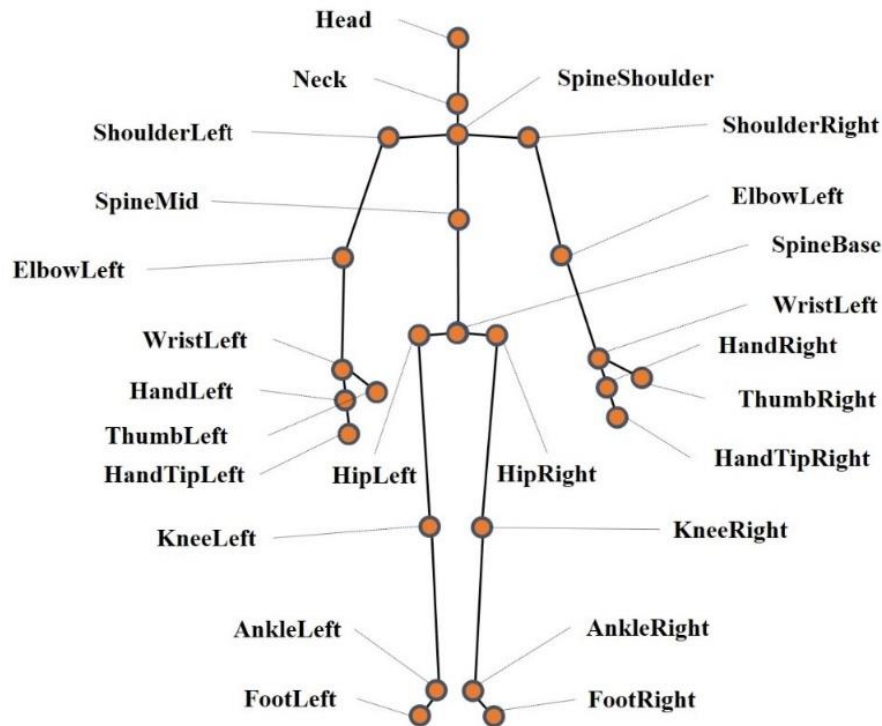 Head
Neck
SpineShoulder
ShoulderLeft
ShoulderRight
SpineMid
ElbowLeft
SpineBase
ElbowLeft
WristLeft
WristLeft
HandRight
HandLeft
ThumbRight
ThumbLeft
HandTipRight
HandTipLeft
HipLeft
HipRight
KneeLeft
KneeRight
AnkleLeft
AnkleRight
FootLeft
FootRight